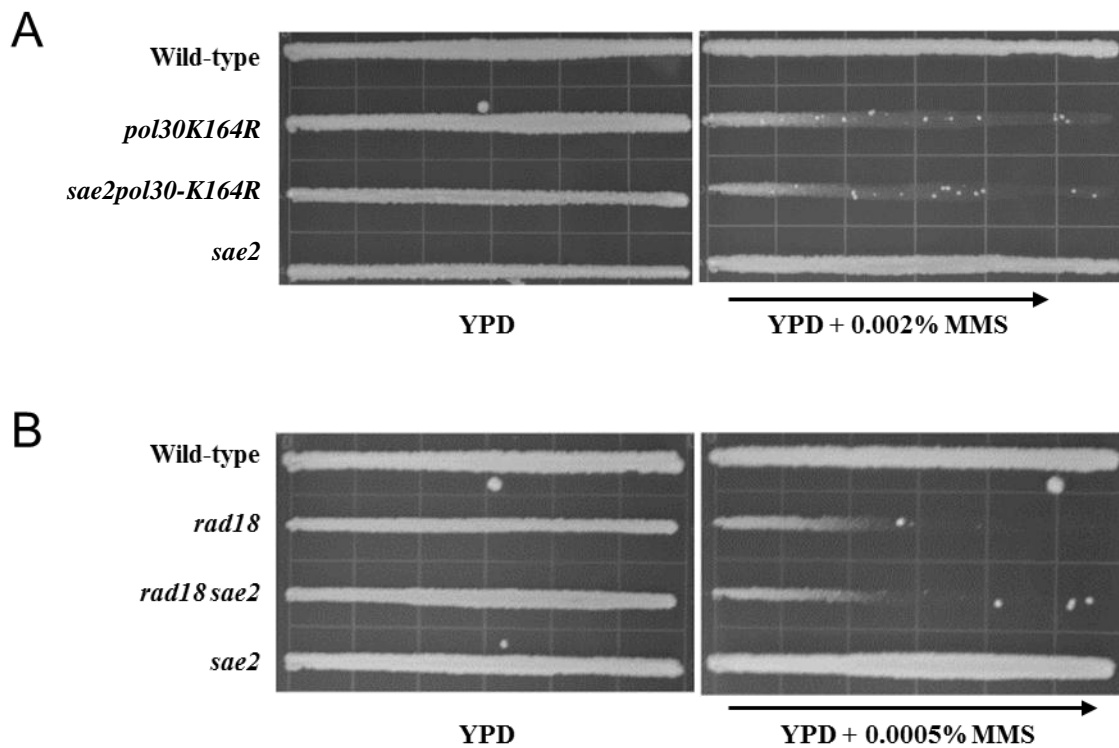 A
Wild-type
pol30K164R
sae2pol30-K164R
sae2
YPD
YPD + 0.002% MMS
B
Wild-type
rad18
rad18 sae2
sae2
YPD
YPD + 0.0005% MMS